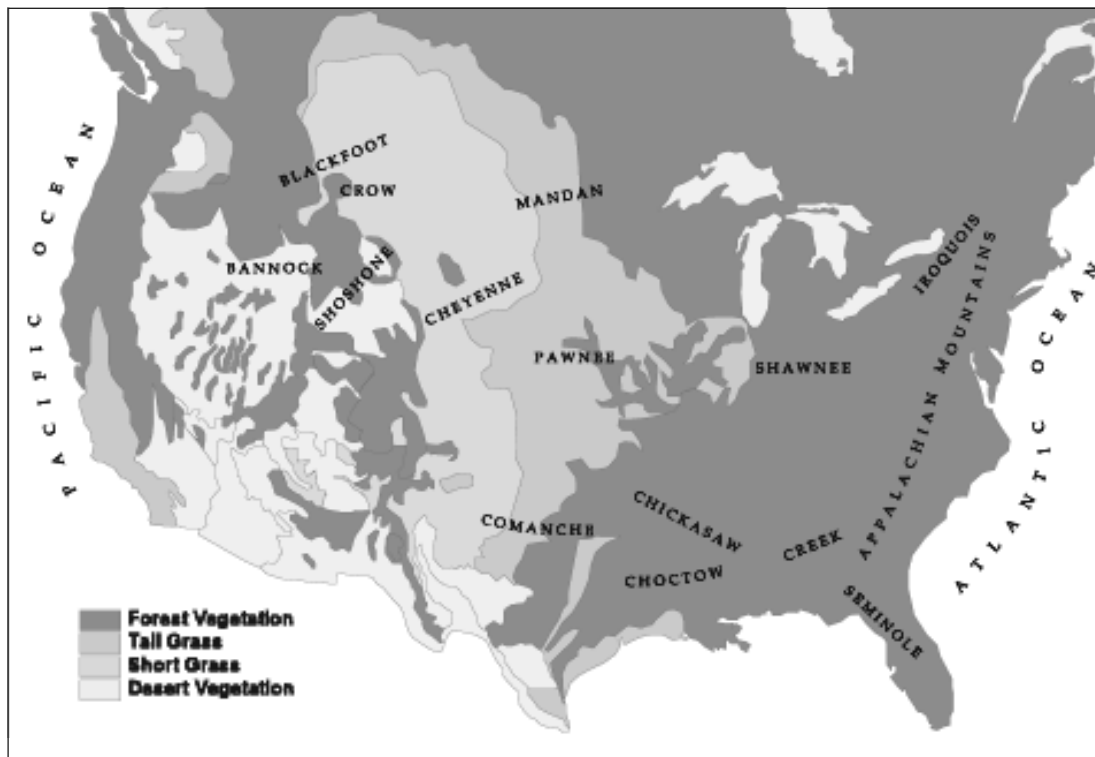 PACIFIC OCEAN
BLACKFOOT
CROW
MANDAN
BANNOCK
SHOSHONE
CHEYENNE
IROQUOIS
PAWNEE
SHAWNEE
APPALACHIAN MOUNTAINS
ATLANTIC OCEAN
COMANCHE
CHICKASAW
CREEK
CHOCTOW
SEMINOLE
Forest Vegetation
Tall Grass
Short Grass
Desert Vegetation